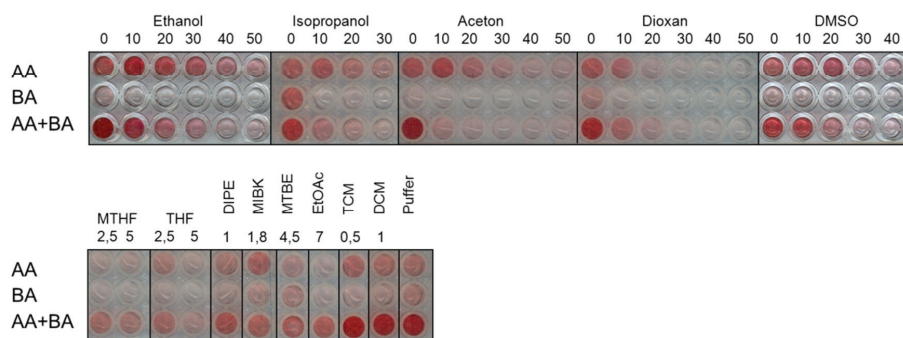 Ethanol Isopropanol Aceton Dioxan DMSO
0 10 20 30 40 50 0 10 20 30 0 10 20 30 40 50 0 10 20 30 40 50 0 10 20 30 40
AA
BA
AA+BA
DIPE MIBK MTBE EtOAc TCM DCM Puffer
MTHF THF
2,5 5 2,5 5 1 1,8 4,5 7 0,5 1
AA
BA
AA+BA